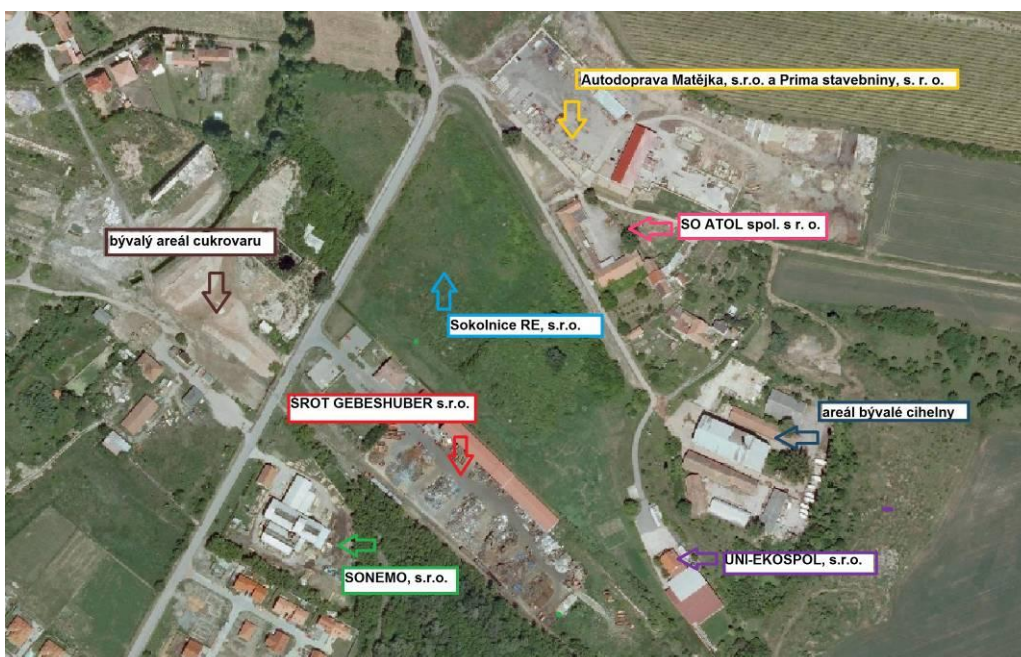 Autodoprava Matějka, s.r.o. a Prima stavebniny, s. r. o.
SO ATOL spol. s r. o.
bývalý areál cukrovaru
Sokolnice RE, s.r.o.
ŠROT GEBESHUBER s.r.o.
areál bývalé cihelny
UNI-EKOSPOL, s.r.o.
SONEMO, s.r.o.